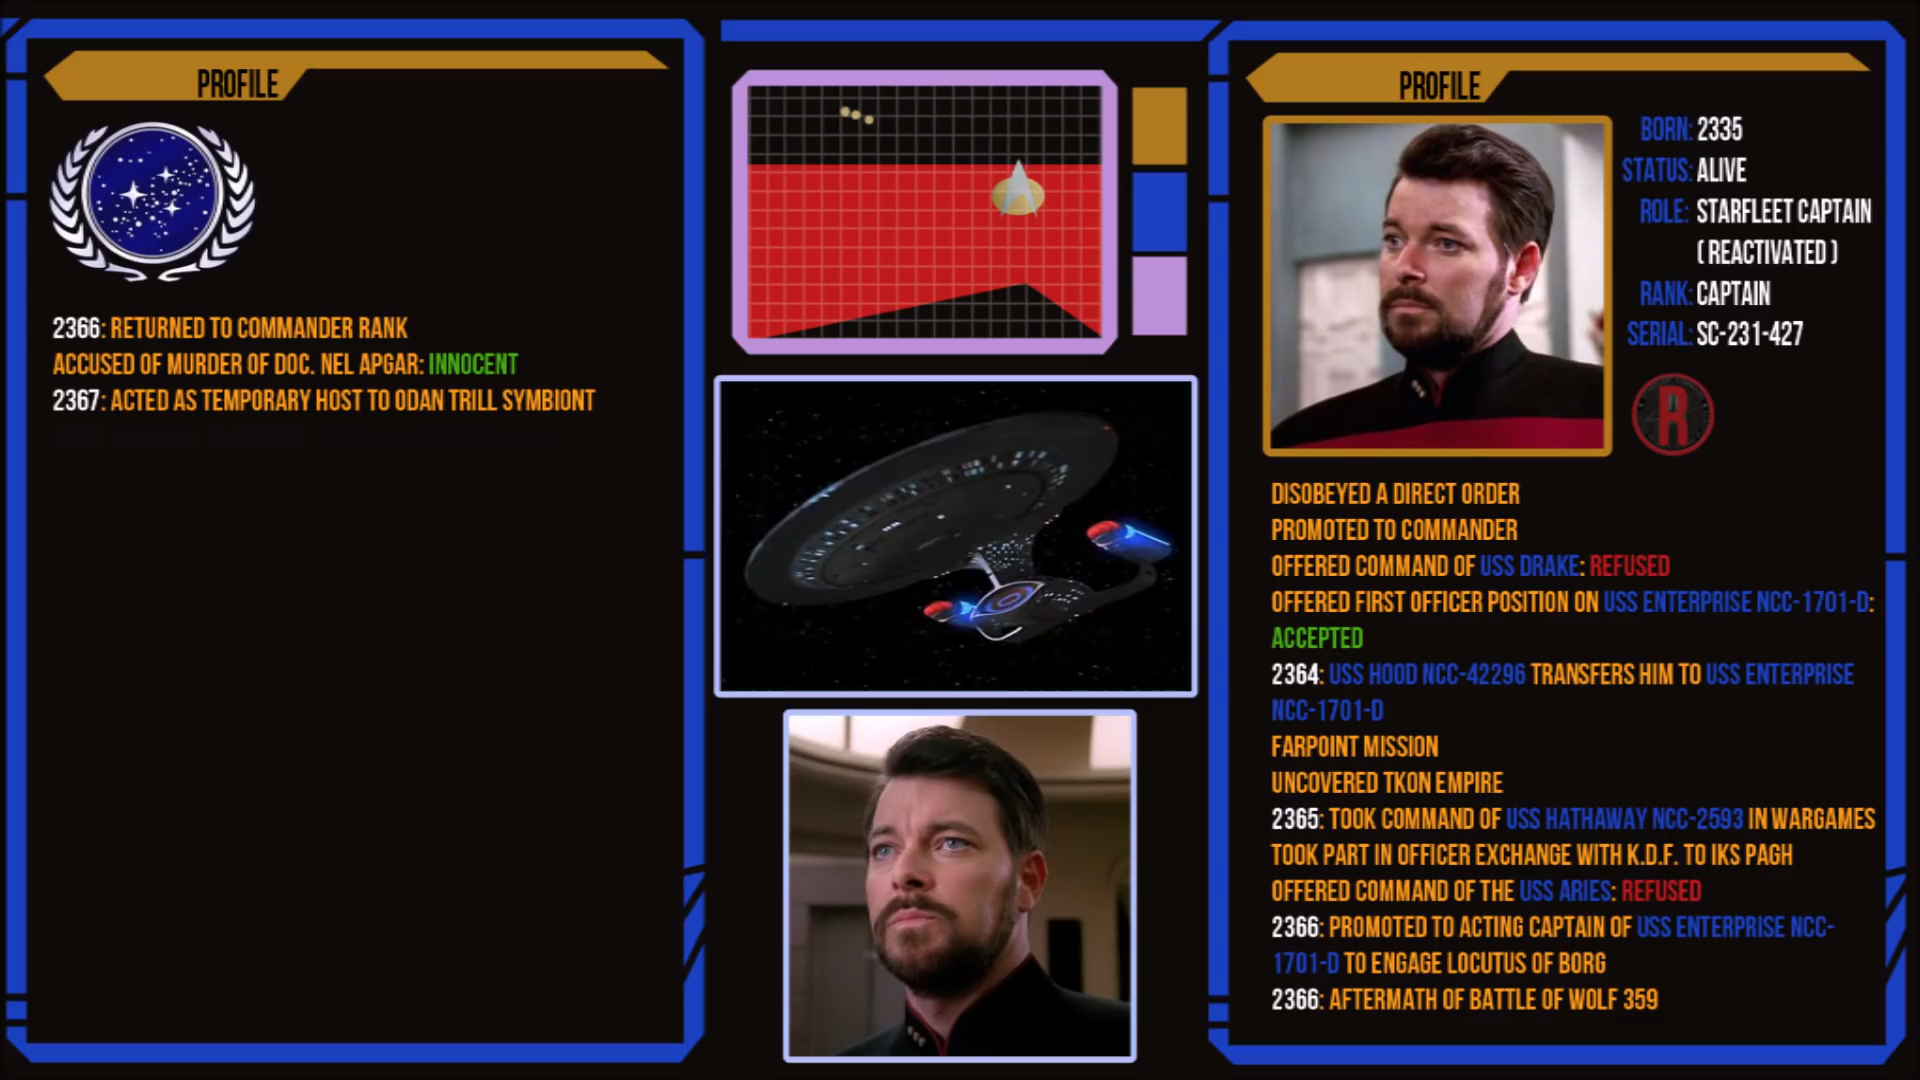 PROFILE
2366: RETURNED TO COMMANDER RANK
ACCUSED OF MURDER OF DOC. NEL APGAR: INNOCENT
2367: ACTED AS TEMPORARY HOST TO ODAN TRILL SYMBIONT
PROFILE
BORN: 2335
STATUS: ALIVE
ROLE: STARFLEET CAPTAIN
( REACTIVATED )
RANK: CAPTAIN
SERIAL: SC-231-427
R
DISOBEYED A DIRECT ORDER
PROMOTED TO COMMANDER
OFFERED COMMAND OF USS DRAKE: REFUSED
OFFERED FIRST OFFICER POSITION ON USS ENTERPRISE NCC-1701-D:
ACCEPTED
2364: USS HOOD NCC-42296 TRANSFERS HIM TO USS ENTERPRISE
NCC-1701-D
FARPOINT MISSION
UNCOVERED TKON EMPIRE
2365: TOOK COMMAND OF USS HATHAWAY NCC-2593 IN WARGAMES
TOOK PART IN OFFICER EXCHANGE WITH K.D.F. TO IKS PAGH
OFFERED COMMAND OF THE USS ARIES: REFUSED
2366: PROMOTED TO ACTING CAPTAIN OF USS ENTERPRISE NCC-
1701-D TO ENGAGE LOCUTUS OF BORG
2366: AFTERMATH OF BATTLE OF WOLF 359